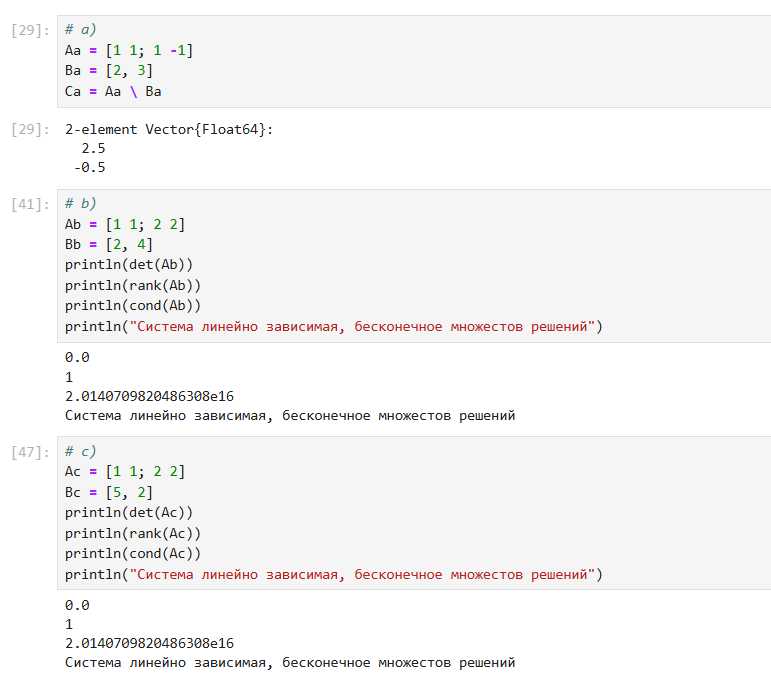 [29]: # a)
Aa = [1 1; 1 -1]
Ba = [2, 3]
Ca = Aa \ Ba
[29]: 2-element Vector{Float64}:
2.5
-0.5
[41]: # b)
Ab = [1 1; 2 2]
Bb = [2, 4]
println(det(Ab))
println(rank(Ab))
println(cond(Ab))
println("Система линейно зависимая, бесконечное множестов решений")
0.0
1
2.0140709820486308e16
Система линейно зависимая, бесконечное множестов решений
[47]: # c)
Ac = [1 1; 2 2]
Bc = [5, 2]
println(det(Ac))
println(rank(Ac))
println(cond(Ac))
println("Система линейно зависимая, бесконечное множестов решений")
0.0
1
2.0140709820486308e16
Система линейно зависимая, бесконечное множестов решений